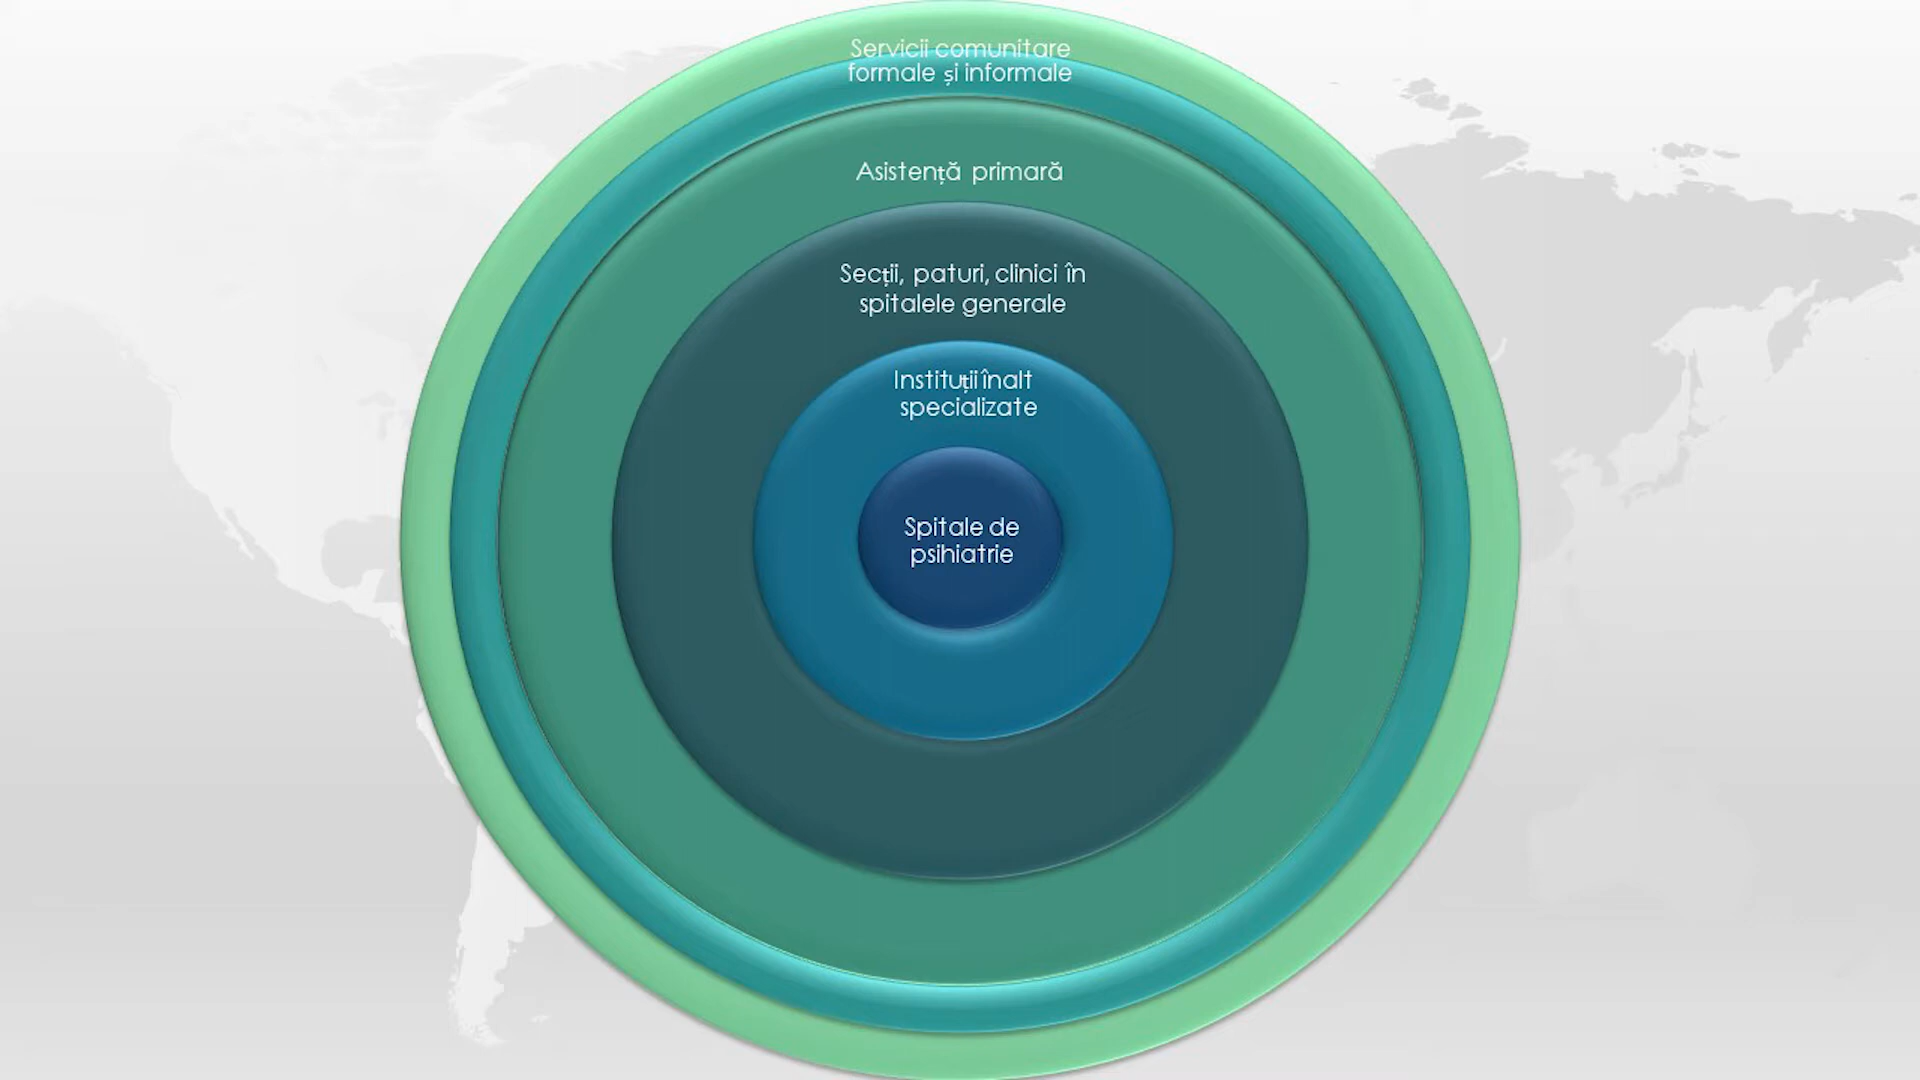 Servicii comunitare
formale și informale
Asistență primară
Secții, paturi, clinici în
spitalele generale
Instituții înalt
specializate
Spitale de
psihiatrie